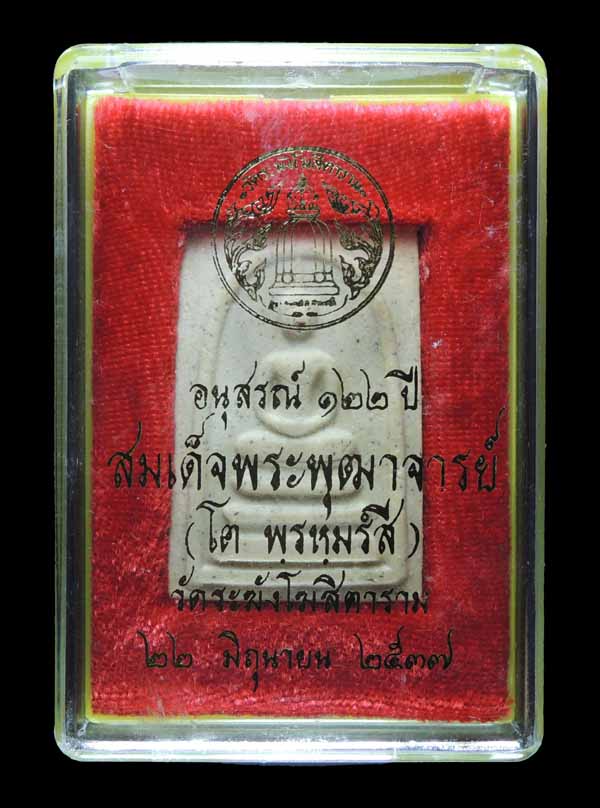 อนุสรณ์ ๑๒๒ ปี
สมเด็จพระพุฒาจารย์
(โต พฺรหฺมรํสี)
วัดระฆังโฆสิตาราม
๒๒ มิถุนายน ๒๕๓๗